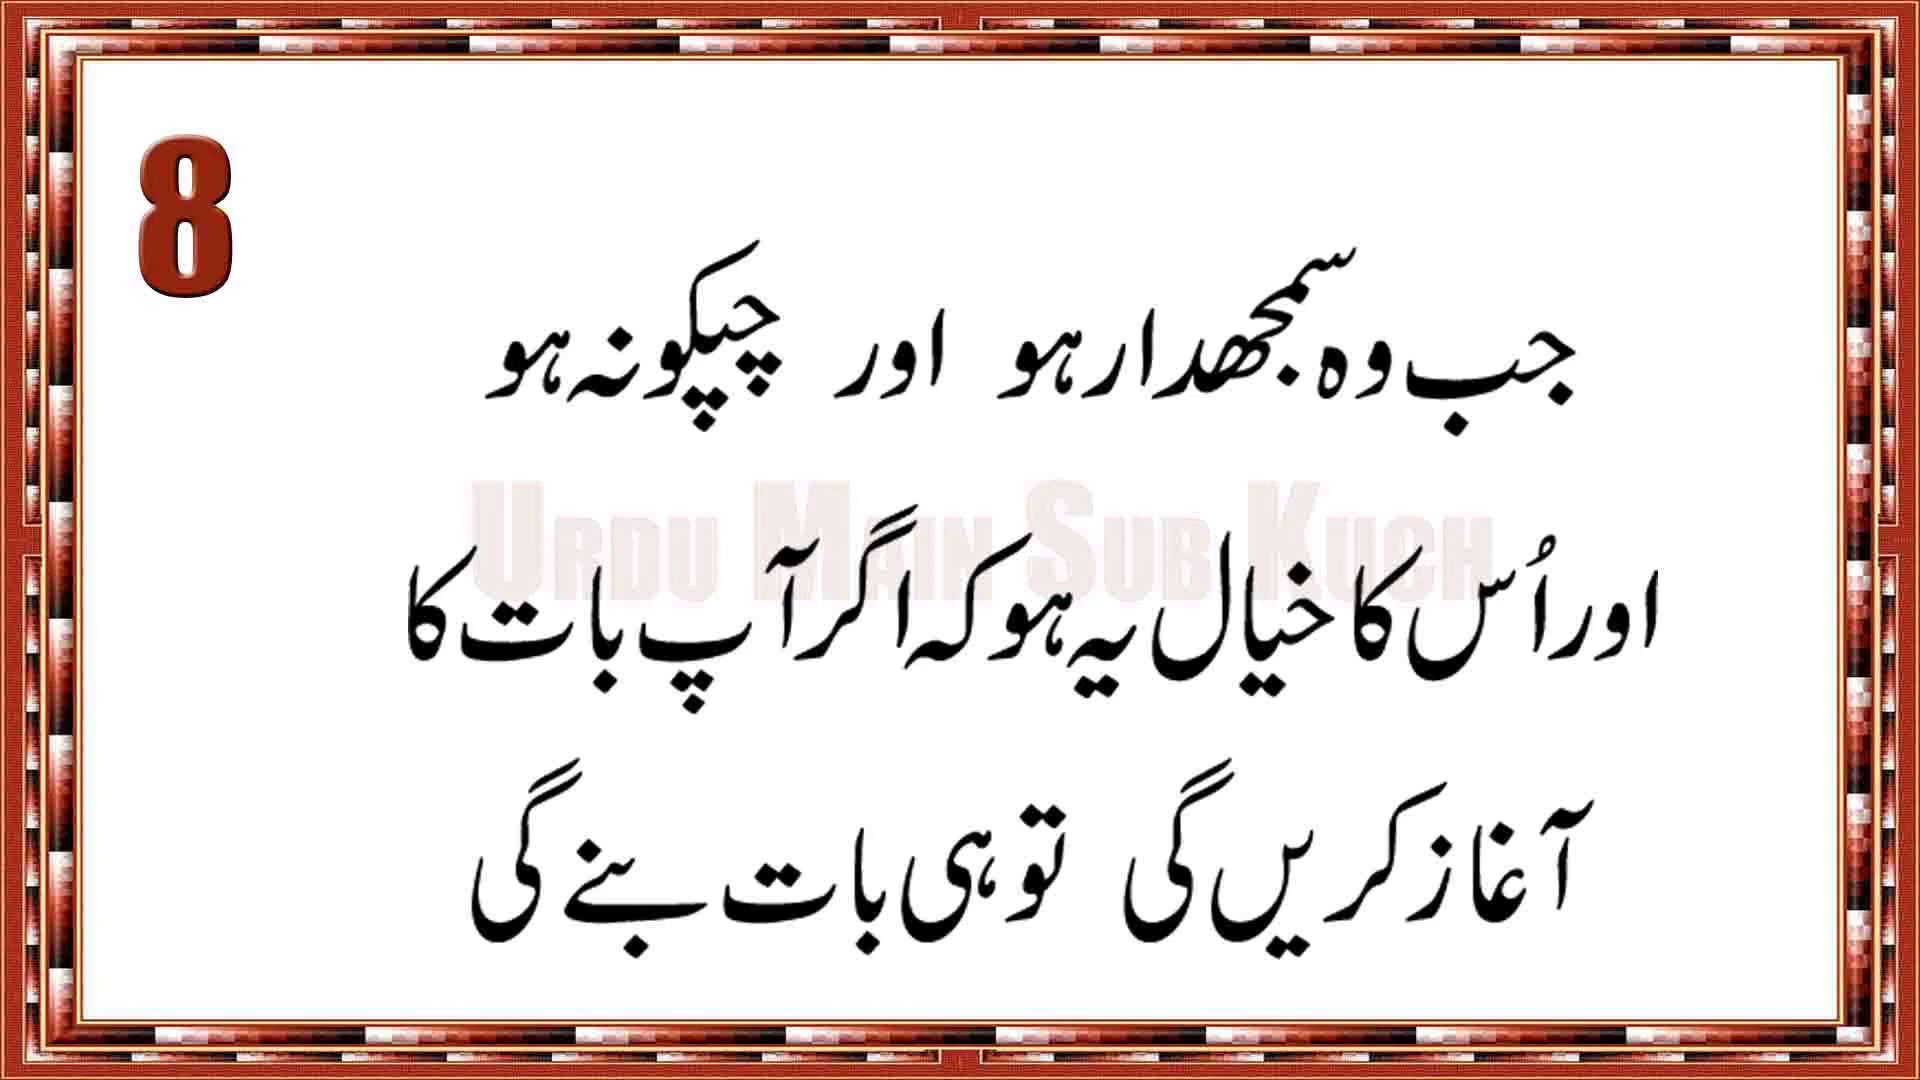 8
جب وہ سمجھدار ہو اور چپکو نہ ہو
Urdu Main Sub Kuch
اور اُس کا خیال یہ ہو کہ اگر آپ بات کا
آغاز کریں گی تو ہی بات بنے گی